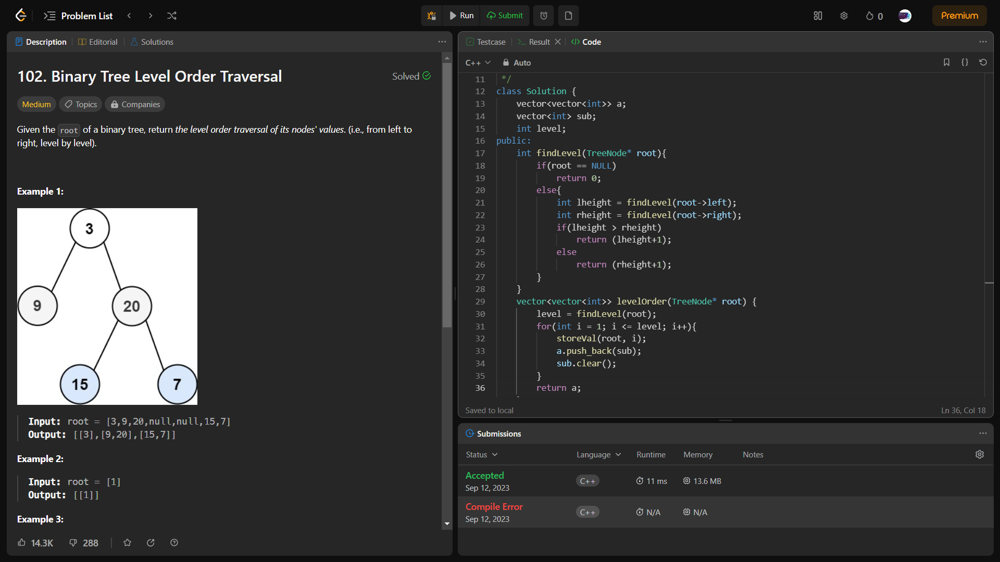 Problem List
Run
Submit
0
Premium
Description
Editorial
Solutions
102. Binary Tree Level Order Traversal
Solved
Medium
Topics
Companies
Given the root of a binary tree, return the level order traversal of its nodes' values. (i.e., from left to
right, level by level).
Example 1:
3
9
20
15
7
Input: root = [3,9,20,null,null,15,7]
Output: [[3],[9,20],[15,7]]
Example 2:
Input: root = [1]
Output: [[1]]
Example 3:
14.3K
288
Testcase
Result
Code
C++
Auto
11 */
12 class Solution {
13 vector<vector<int>> a;
14 vector<int> sub;
15 int level;
16 public:
17 int findLevel(TreeNode* root){
18 if(root == NULL)
19 return 0;
20 else{
21 int lheight = findLevel(root->left);
22 int rheight = findLevel(root->right);
23 if(lheight > rheight)
24 return (lheight+1);
25 else
26 return (rheight+1);
27 }
28 }
29 vector<vector<int>> levelOrder(TreeNode* root) {
30 level = findLevel(root);
31 for(int i = 1; i <= level; i++){
32 storeVal(root, i);
33 a.push_back(sub);
34 sub.clear();
35 }
36 return a;
Saved to local
Ln 36, Col 18
Submissions
Status Language Runtime Memory Notes
Accepted
Sep 12, 2023
C++
11 ms
13.6 MB
Compile Error
Sep 12, 2023
C++
N/A
N/A